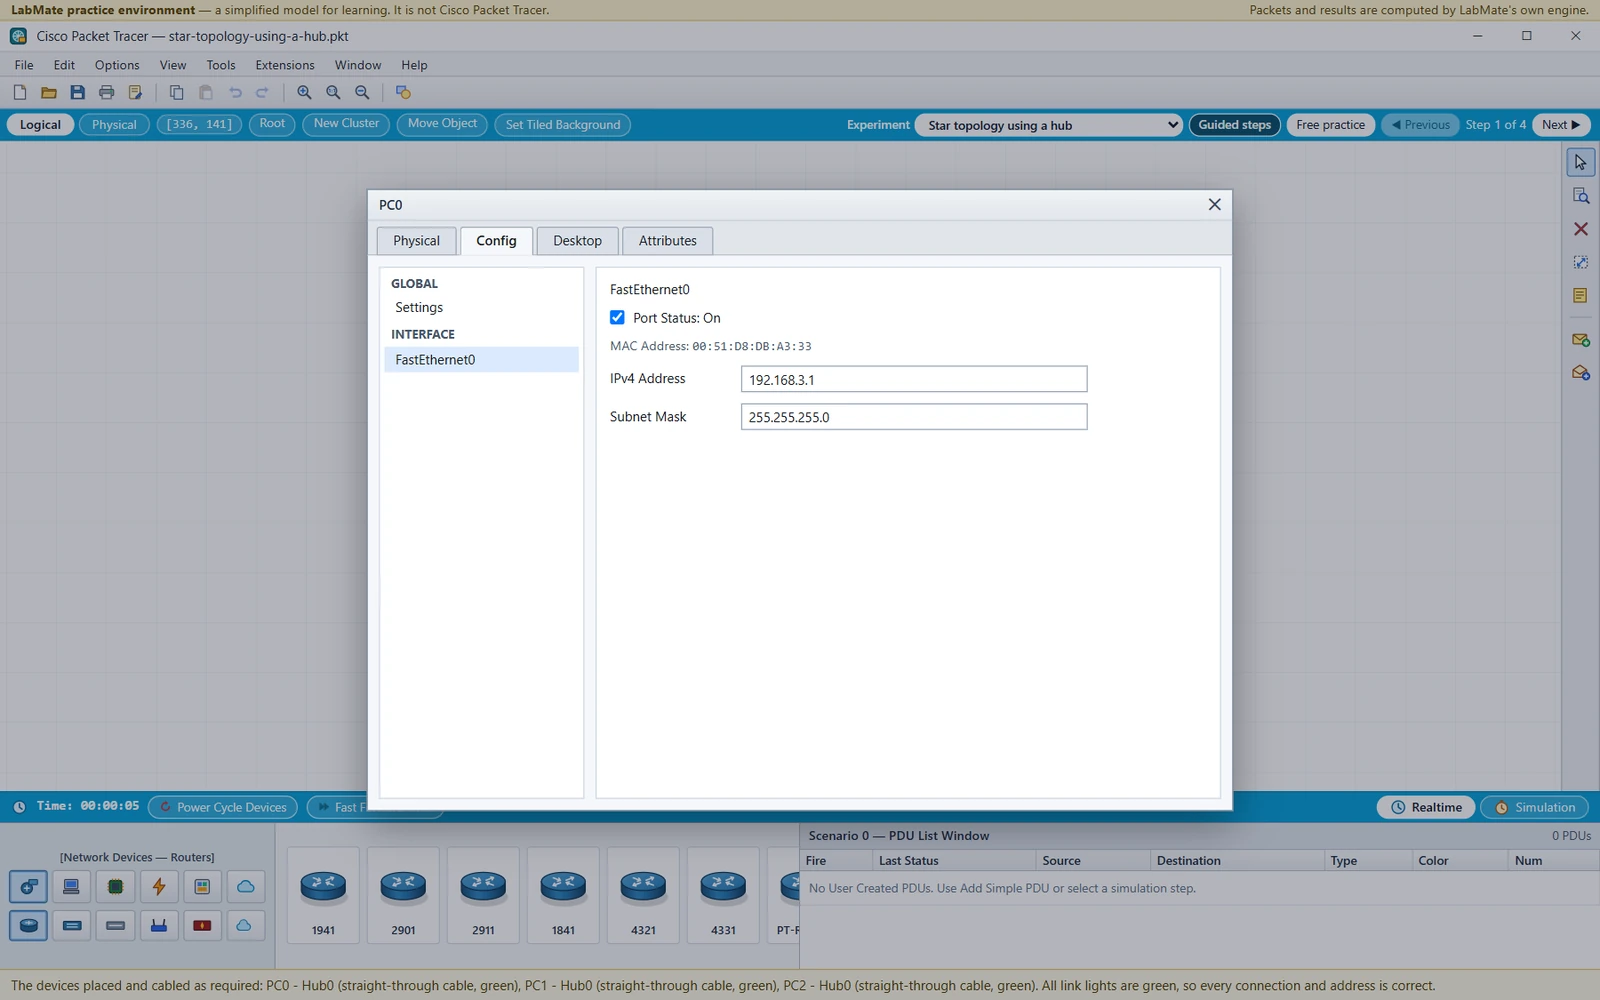 LabMate practice environment — a simplified model for learning. It is not Cisco Packet Tracer. Packets and results are computed by LabMate's own engine.
Cisco Packet Tracer — star-topology-using-a-hub.pkt
File Edit Options View Tools Extensions Window Help
Logical Physical [336, 141] Root New Cluster Move Object Set Tiled Background Experiment Star topology using a hub Guided steps Free practice ◀ Previous Step 1 of 4 Next ▶
PC0
Physical Config Desktop Attributes
GLOBAL
Settings
INTERFACE
FastEthernet0
FastEthernet0
Port Status: On
MAC Address: 00:51:D8:DB:A3:33
IPv4 Address 192.168.3.1
Subnet Mask 255.255.255.0
Time: 00:00:05 Power Cycle Devices Fast Realtime Simulation
[Network Devices — Routers]
1941 2901 2911 1841 4321 4331
Scenario 0 — PDU List Window 0 PDUs
Fire Last Status Source Destination Type Color Num
No User Created PDUs. Use Add Simple PDU or select a simulation step.
The devices placed and cabled as required: PC0 - Hub0 (straight-through cable, green), PC1 - Hub0 (straight-through cable, green), PC2 - Hub0 (straight-through cable, green). All link lights are green, so every connection and address is correct.